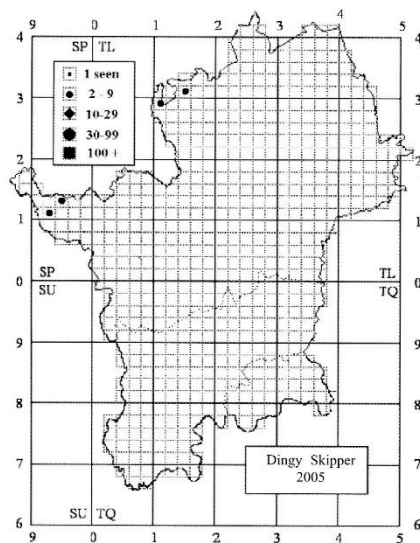 9 0 1 2 3 4 5
4 SP TL 4
1 seen
2 - 9
10-29
30-99
100 +
3 3
2 2
1 1
SP TL
0 0
SU TQ
9 9
8 8
Dingy Skipper
2005
7 7
SU TQ
6 6
9 0 1 2 3 4 5